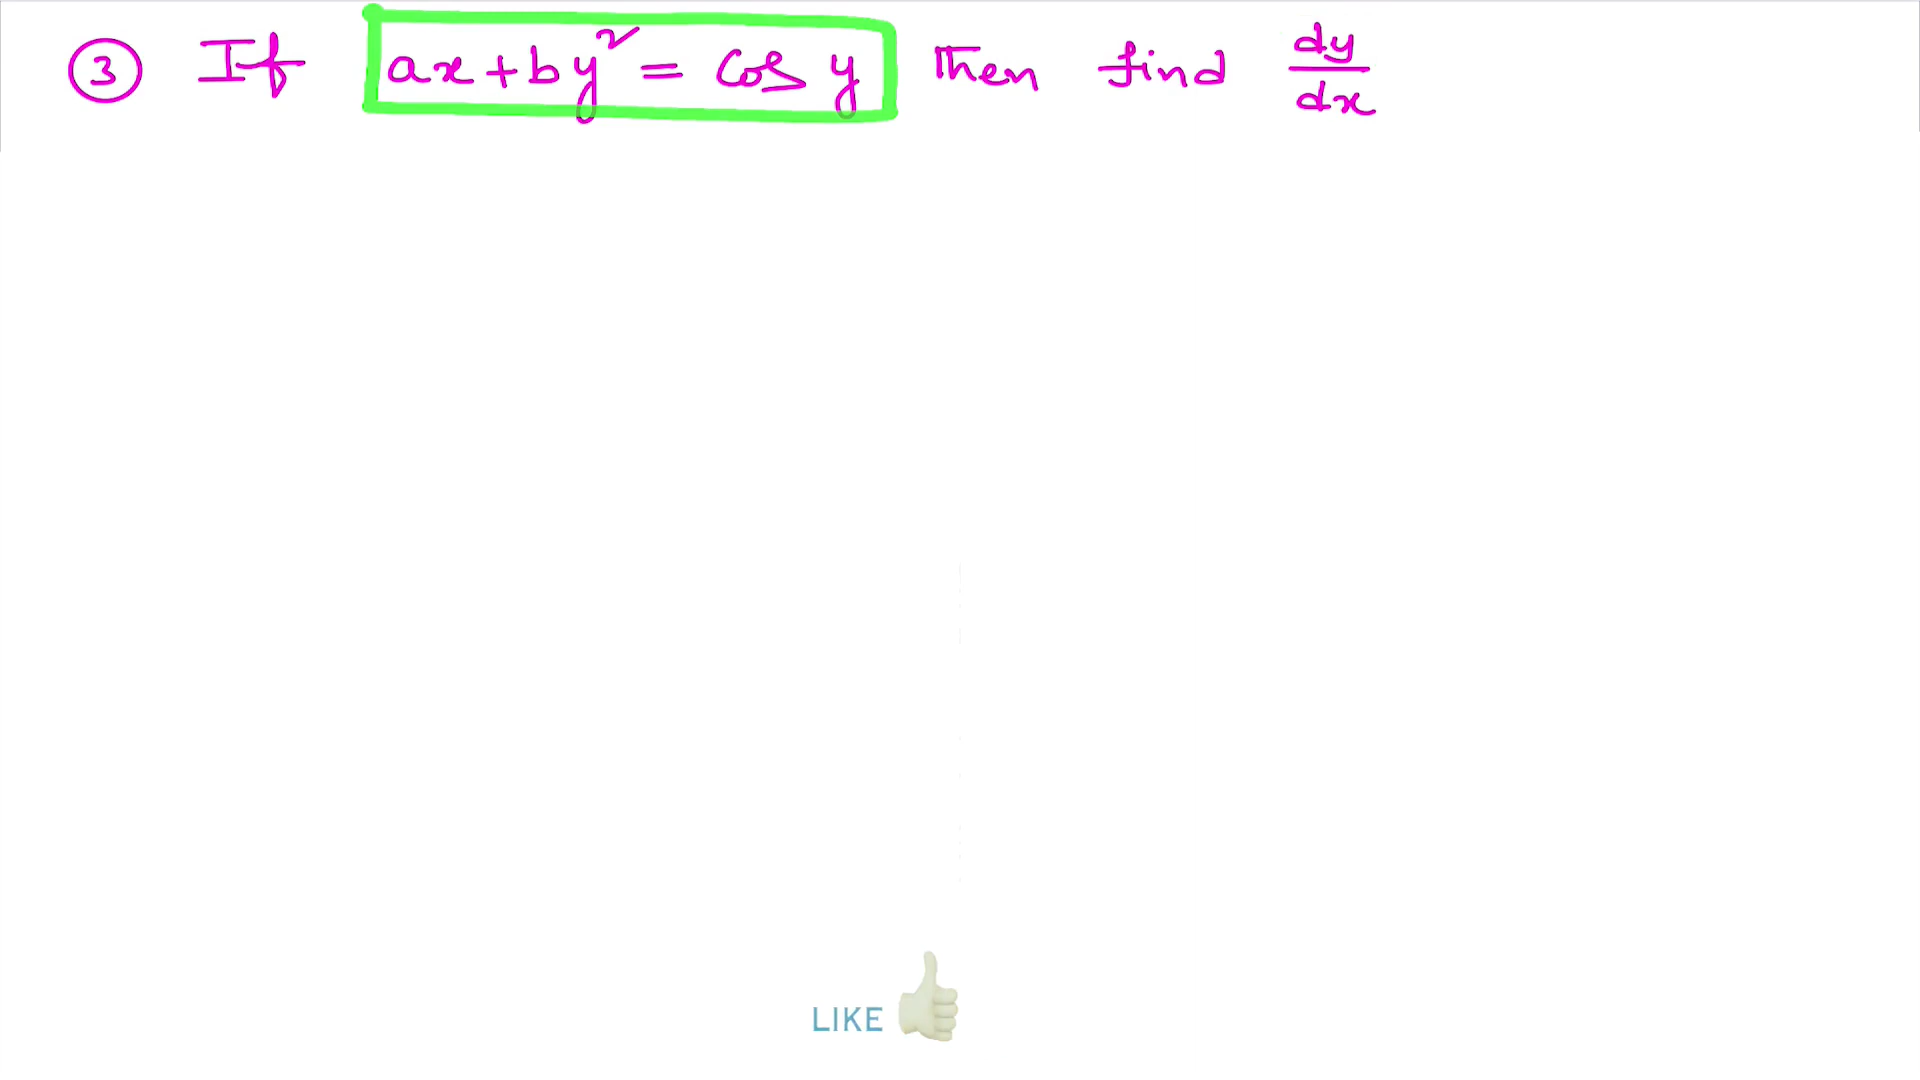 ③ If ax + by² = cos y then find dy/dx
LIKE